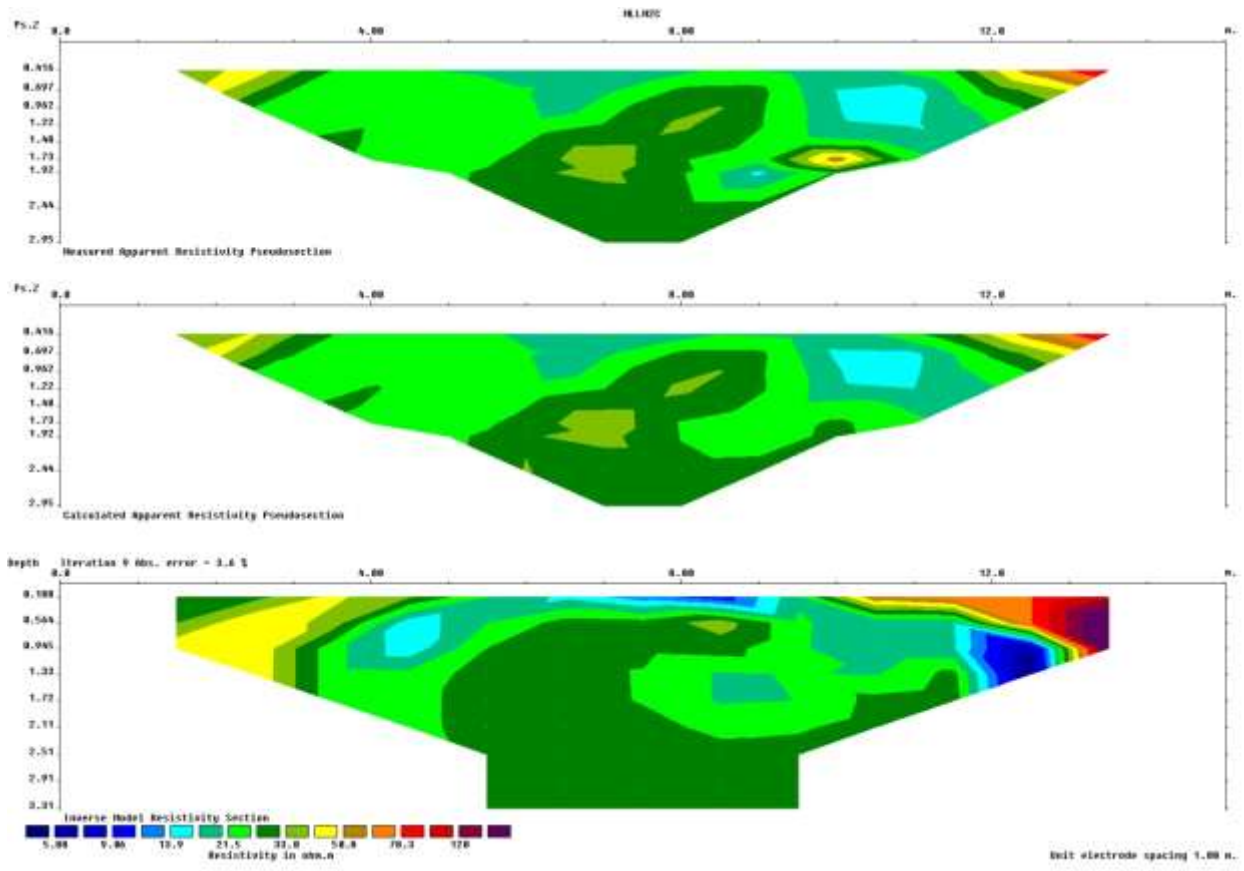 Ps.Z 0.0 4.00 8.00 12.0 m.
0.416
0.697
0.962
1.22
1.48
1.73
1.92
2.44
2.95
Measured Apparent Resistivity Pseudosection
Ps.Z 0.0 4.00 8.00 12.0 m.
0.416
0.697
0.962
1.22
1.48
1.73
1.92
2.44
2.95
Calculated Apparent Resistivity Pseudosection
Depth Iteration 9 Abs. error = 3.6 %
0.0 4.00 8.00 12.0 m.
0.188
0.564
0.945
1.33
1.72
2.11
2.51
2.91
3.31
Inverse Model Resistivity Section
13.9 21.5 33.0 50.8 78.3 120
Resistivity in ohm.m
Unit electrode spacing 1.00 m.